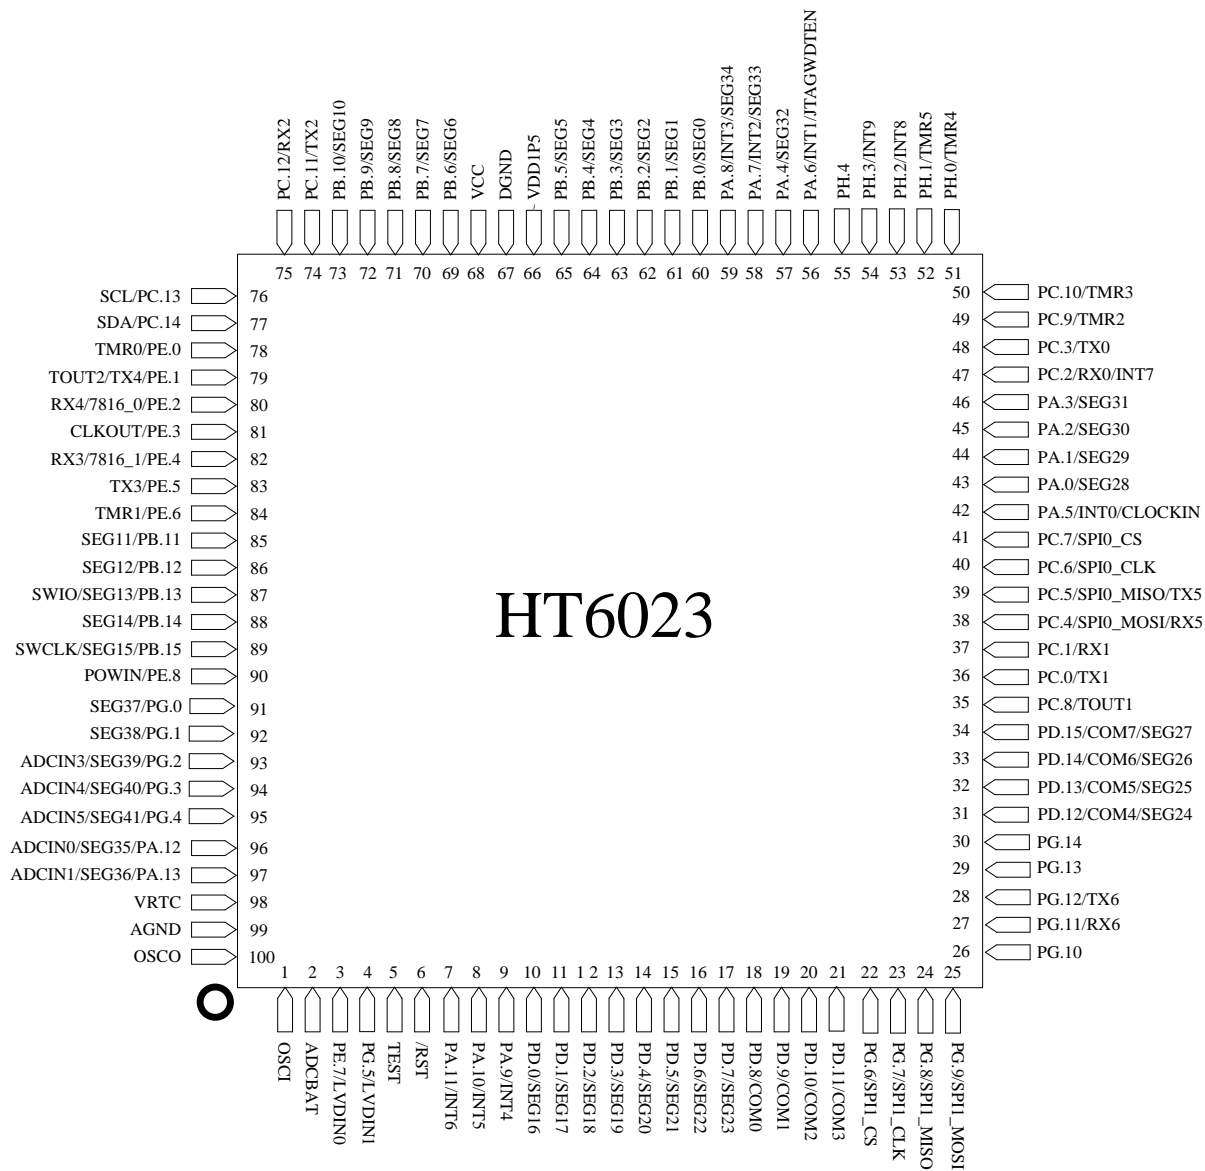 PC.12/RX2
PC.11/TX2
PB.10/SEG10
PB.9/SEG9
PB.8/SEG8
PB.7/SEG7
PB.6/SEG6
VCC
DGND
VDD1P5
PB.5/SEG5
PB.4/SEG4
PB.3/SEG3
PB.2/SEG2
PB.1/SEG1
PB.0/SEG0
PA.8/INT3/SEG34
PA.7/INT2/SEG33
PA.4/SEG32
PA.6/INT1/JTAGWDTEN
PH.4
PH.3/INT9
PH.2/INT8
PH.1/TMR5
PH.0/TMR4
75 74 73 72 71 70 69 68 67 66 65 64 63 62 61 60 59 58 57 56 55 54 53 52 51
SCL/PC.13 76
SDA/PC.14 77
TMR0/PE.0 78
TOUT2/TX4/PE.1 79
RX4/7816_0/PE.2 80
CLKOUT/PE.3 81
RX3/7816_1/PE.4 82
TX3/PE.5 83
TMR1/PE.6 84
SEG11/PB.11 85
SEG12/PB.12 86
SWIO/SEG13/PB.13 87
SEG14/PB.14 88
SWCLK/SEG15/PB.15 89
POWIN/PE.8 90
SEG37/PG.0 91
SEG38/PG.1 92
ADCIN3/SEG39/PG.2 93
ADCIN4/SEG40/PG.3 94
ADCIN5/SEG41/PG.4 95
ADCIN0/SEG35/PA.12 96
ADCIN1/SEG36/PA.13 97
VRTC 98
AGND 99
OSCO 100
HT6023
50 PC.10/TMR3
49 PC.9/TMR2
48 PC.3/TX0
47 PC.2/RX0/INT7
46 PA.3/SEG31
45 PA.2/SEG30
44 PA.1/SEG29
43 PA.0/SEG28
42 PA.5/INT0/CLOCKIN
41 PC.7/SPI0_CS
40 PC.6/SPI0_CLK
39 PC.5/SPI0_MISO/TX5
38 PC.4/SPI0_MOSI/RX5
37 PC.1/RX1
36 PC.0/TX1
35 PC.8/TOUT1
34 PD.15/COM7/SEG27
33 PD.14/COM6/SEG26
32 PD.13/COM5/SEG25
31 PD.12/COM4/SEG24
30 PG.14
29 PG.13
28 PG.12/TX6
27 PG.11/RX6
26 PG.10
1 2 3 4 5 6 7 8 9 10 11 12 13 14 15 16 17 18 19 20 21 22 23 24 25
OSCI
ADCBAT
PE.7/LVDIN0
PG.5/LVDIN1
TEST
/RST
PA.11/INT6
PA.10/INT5
PA.9/INT4
PD.0/SEG16
PD.1/SEG17
PD.2/SEG18
PD.3/SEG19
PD.4/SEG20
PD.5/SEG21
PD.6/SEG22
PD.7/SEG23
PD.8/COM0
PD.9/COM1
PD.10/COM2
PD.11/COM3
PG.6/SPI1_CS
PG.7/SPI1_CLK
PG.8/SPI1_MISO
PG.9/SPI1_MOSI